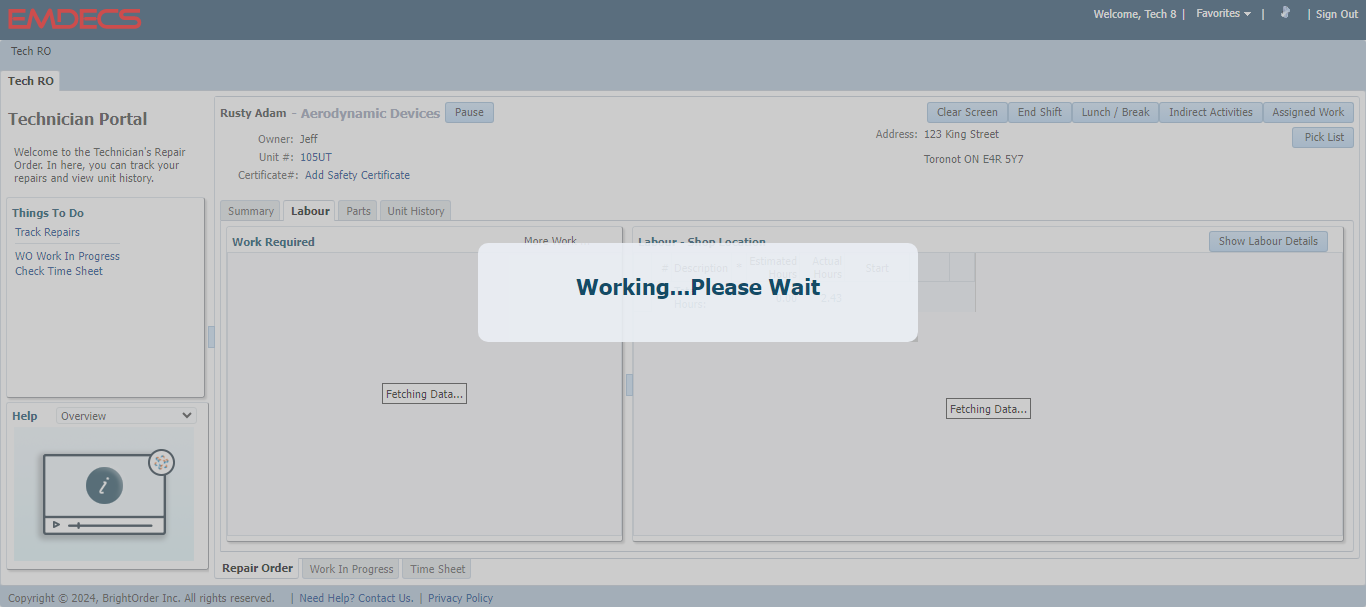 EMDECS
Welcome, Tech 8 | Favorites | | Sign Out
Tech RO
Tech RO
Technician Portal
Welcome to the Technician's Repair
Order. In here, you can track your
repairs and view unit history.
Things To Do
Track Repairs
WO Work In Progress
Check Time Sheet
Help Overview
i
Rusty Adam - Aerodynamic Devices Pause
Clear Screen End Shift Lunch / Break Indirect Activities Assigned Work
Pick List
Owner: Jeff
Unit #: 105UT
Certificate#: Add Safety Certificate
Address: 123 King Street
Toronot ON E4R 5Y7
Summary Labour Parts Unit History
Work Required More Work
Labour - Shop Location Show Labour Details
# Description Estimated Hours Actual Hours Start
Working...Please Wait
Fetching Data...
Fetching Data...
Repair Order Work In Progress Time Sheet
Copyright © 2024, BrightOrder Inc. All rights reserved. | Need Help? Contact Us. | Privacy Policy